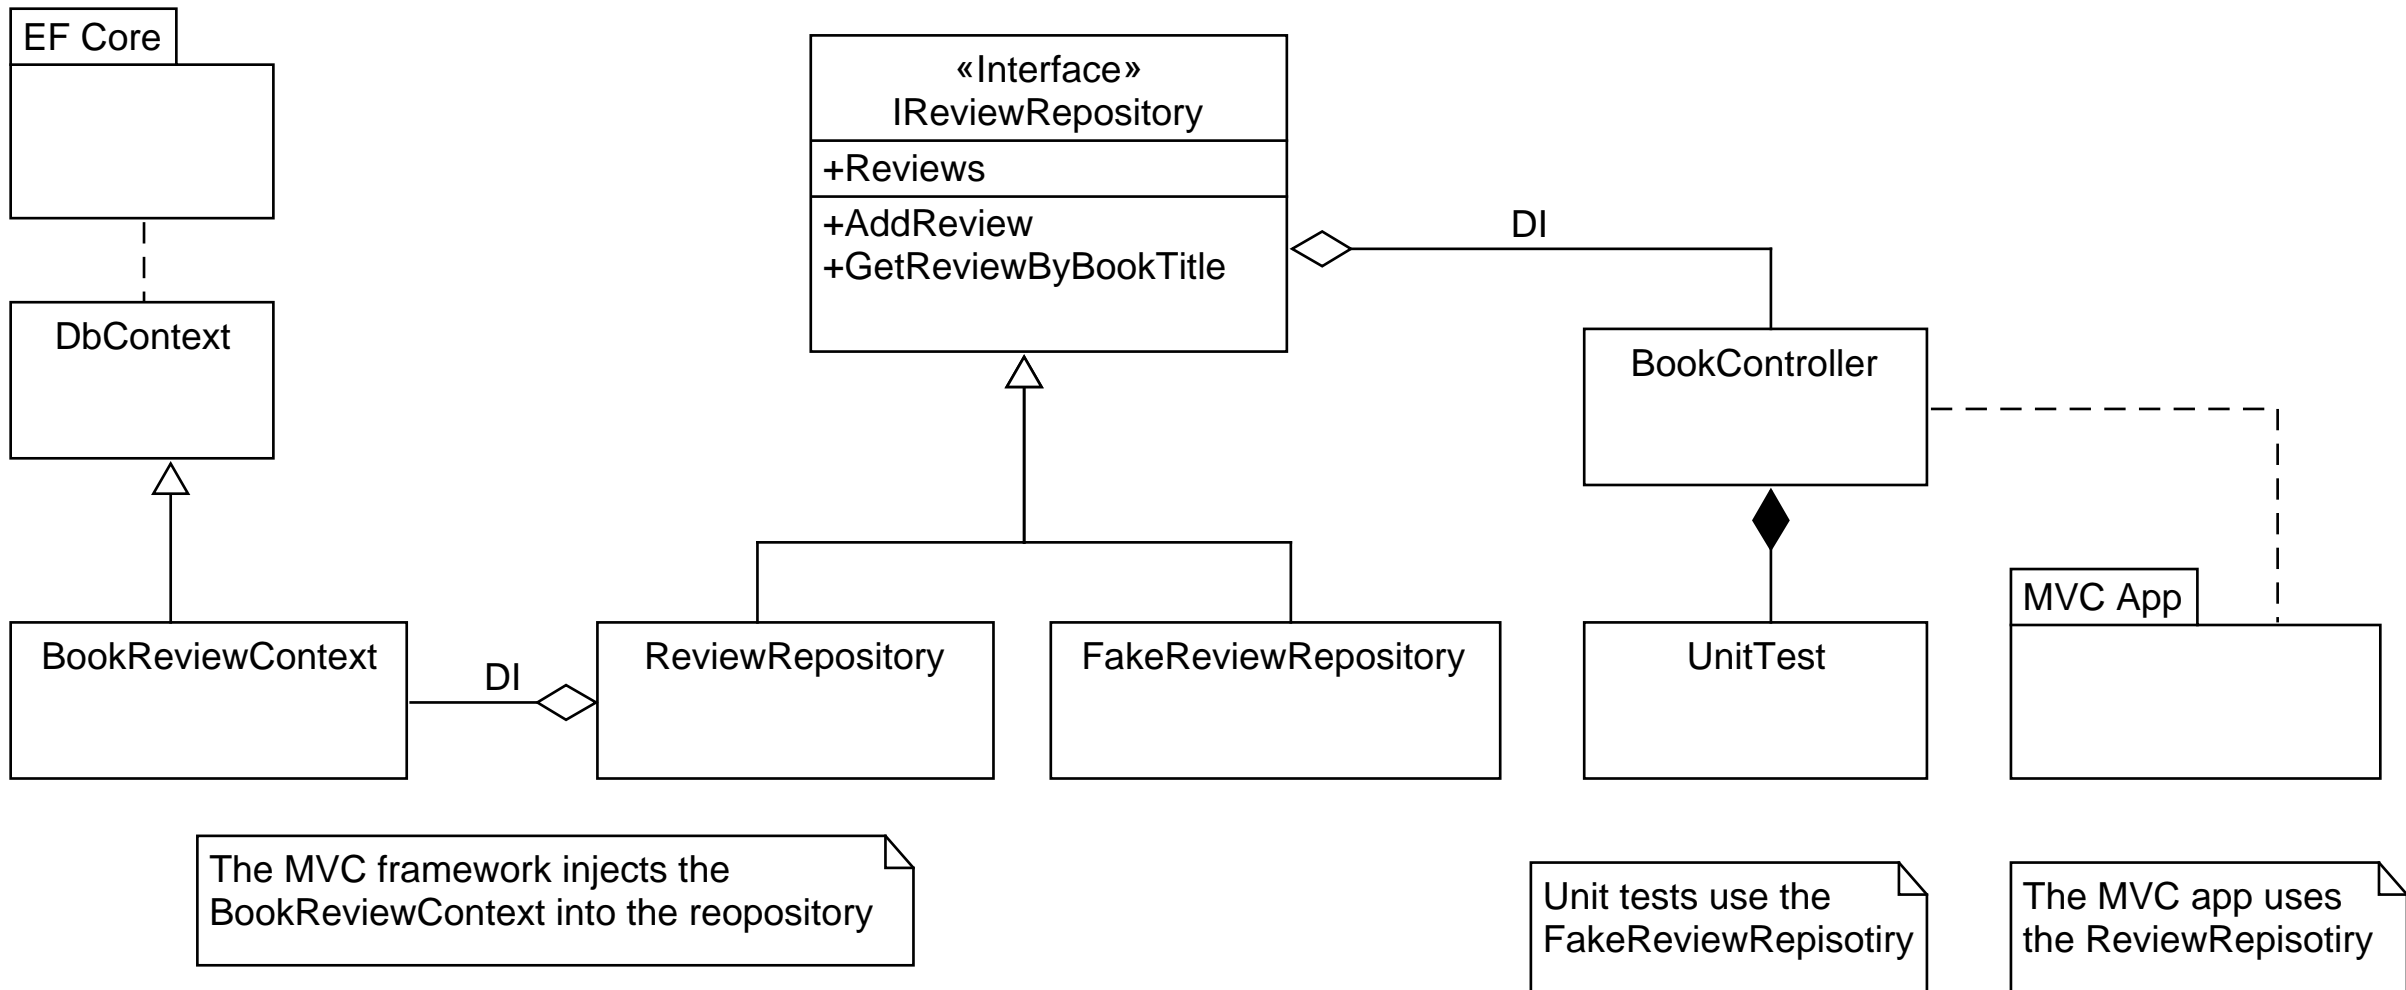 EF Core
«Interface»
IReviewRepository
+Reviews
+AddReview
+GetReviewByBookTitle
DI
DbContext
BookController
BookReviewContext
DI
ReviewRepository
FakeReviewRepository
UnitTest
MVC App
The MVC framework injects the
BookReviewContext into the reopository
Unit tests use the
FakeReviewRepisotiry
The MVC app uses
the ReviewRepisotiry